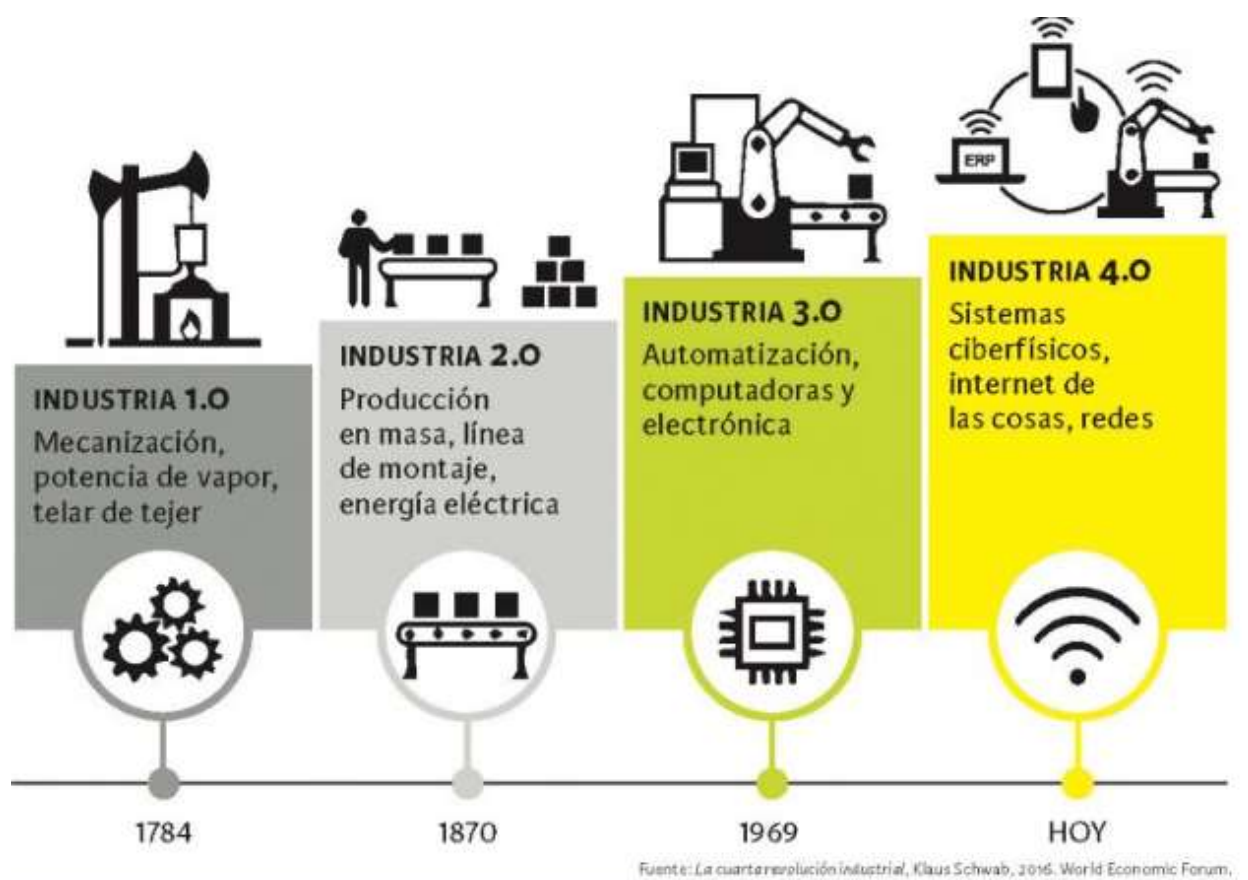 ERP
INDUSTRIA 1.0
Mecanización,
potencia de vapor,
telar de tejer
INDUSTRIA 2.0
Producción
en masa, línea
de montaje,
energía eléctrica
INDUSTRIA 3.0
Automatización,
computadoras y
electrónica
INDUSTRIA 4.0
Sistemas
ciberfísicos,
internet de
las cosas, redes
1784
1870
1969
HOY
Fuente: La cuarta revolución industrial, Klaus Schwab, 2016. World Economic Forum.